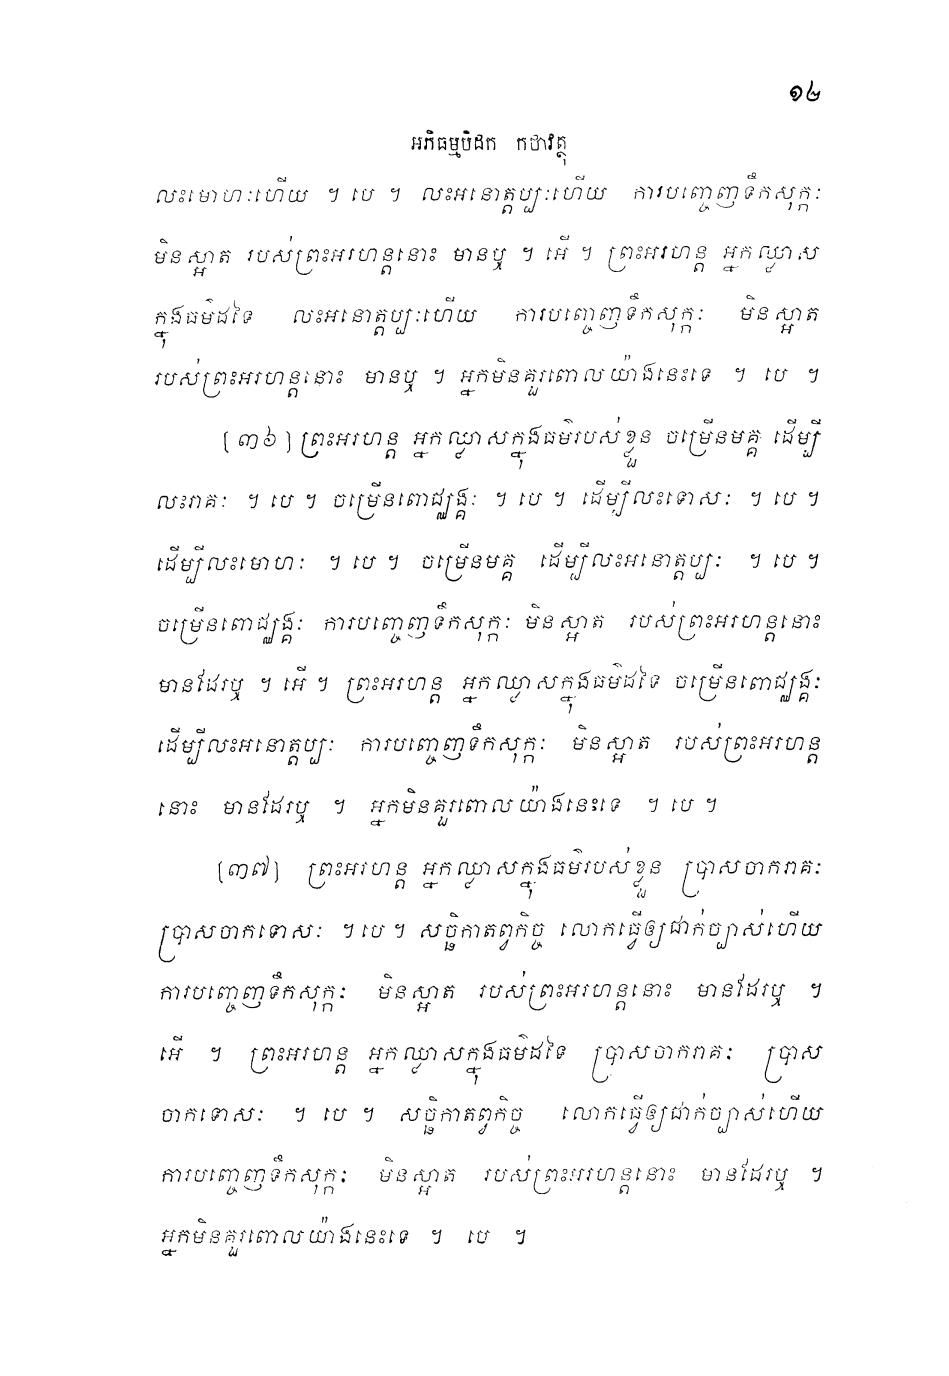 ១៤
អភិធម្មបិដក កថាវត្ថុ
លះមោហៈហើយ ។ បេ ។ លះអនោត្តប្បៈហើយ ការបញ្ចេញទឹកសុក្កៈ
មិនស្អាត របស់ព្រះអរហន្តនោះ មានឬ ។ អើ ។ ព្រះអរហន្ត អ្នកឈ្លាស
ក្នុងធម៌ដទៃ លះអនោត្តប្បៈហើយ ការបញ្ចេញទឹកសុក្កៈ មិនស្អាត
របស់ព្រះអរហន្តនោះ មានឬ ។ អ្នកមិនគួរពោលយ៉ាងនេះទេ ។ បេ ។
[៣៦] ព្រះអរហន្ត អ្នកឈ្លាសក្នុងធម៌របស់ខ្លួន ចម្រើនមគ្គ ដើម្បី
លះរាគៈ ។ បេ ។ ចម្រើនពោជ្ឈង្គៈ ។ បេ ។ ដើម្បីលះទោសៈ ។ បេ ។
ដើម្បីលះមោហៈ ។ បេ ។ ចម្រើនមគ្គ ដើម្បីលះអនោត្តប្បៈ ។ បេ ។
ចម្រើនពោជ្ឈង្គៈ ការបញ្ចេញទឹកសុក្កៈ មិនស្អាត របស់ព្រះអរហន្តនោះ
មានដែរឬ ។ អើ ។ ព្រះអរហន្ត អ្នកឈ្លាសក្នុងធម៌ដទៃ ចម្រើនពោជ្ឈង្គៈ
ដើម្បីលះអនោត្តប្បៈ ការបញ្ចេញទឹកសុក្កៈ មិនស្អាត របស់ព្រះអរហន្ត
នោះ មានដែរឬ ។ អ្នកមិនគួរពោលយ៉ាងនេះទេ ។ បេ ។
[៣៧] ព្រះអរហន្ត អ្នកឈ្លាសក្នុងធម៌របស់ខ្លួន ប្រាសចាករាគៈ
ប្រាសចាកទោសៈ ។ បេ ។ សច្ឆិកាតព្វកិច្ច លោកធ្វើឲ្យជាក់ច្បាស់ហើយ
ការបញ្ចេញទឹកសុក្កៈ មិនស្អាត របស់ព្រះអរហន្តនោះ មានដែរឬ ។
អើ ។ ព្រះអរហន្ត អ្នកឈ្លាសក្នុងធម៌ដទៃ ប្រាសចាករាគៈ ប្រាស
ចាកទោសៈ ។ បេ ។ សច្ឆិកាតព្វកិច្ច លោកធ្វើឲ្យជាក់ច្បាស់ហើយ
ការបញ្ចេញទឹកសុក្កៈ មិនស្អាត របស់ព្រះអរហន្តនោះ មានដែរឬ ។
អ្នកមិនគួរពោលយ៉ាងនេះទេ ។ បេ ។